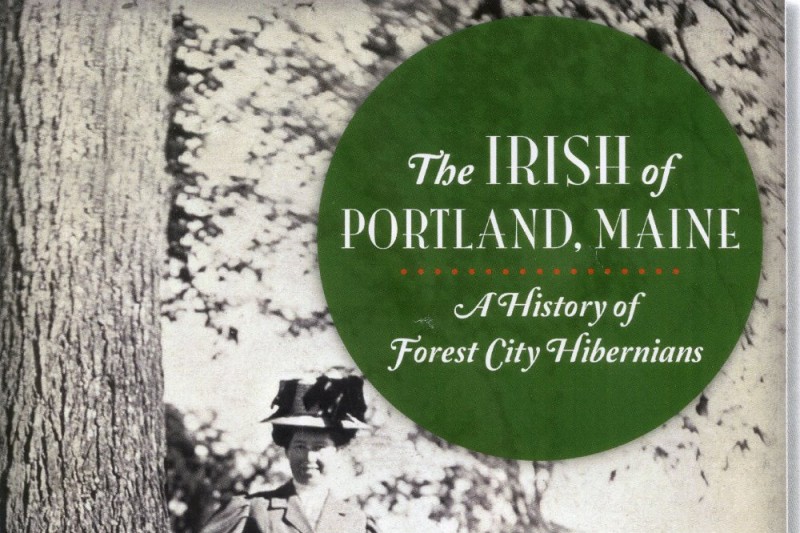 The IRISH of
PORTLAND, MAINE
A History of
Forest City Hibernians